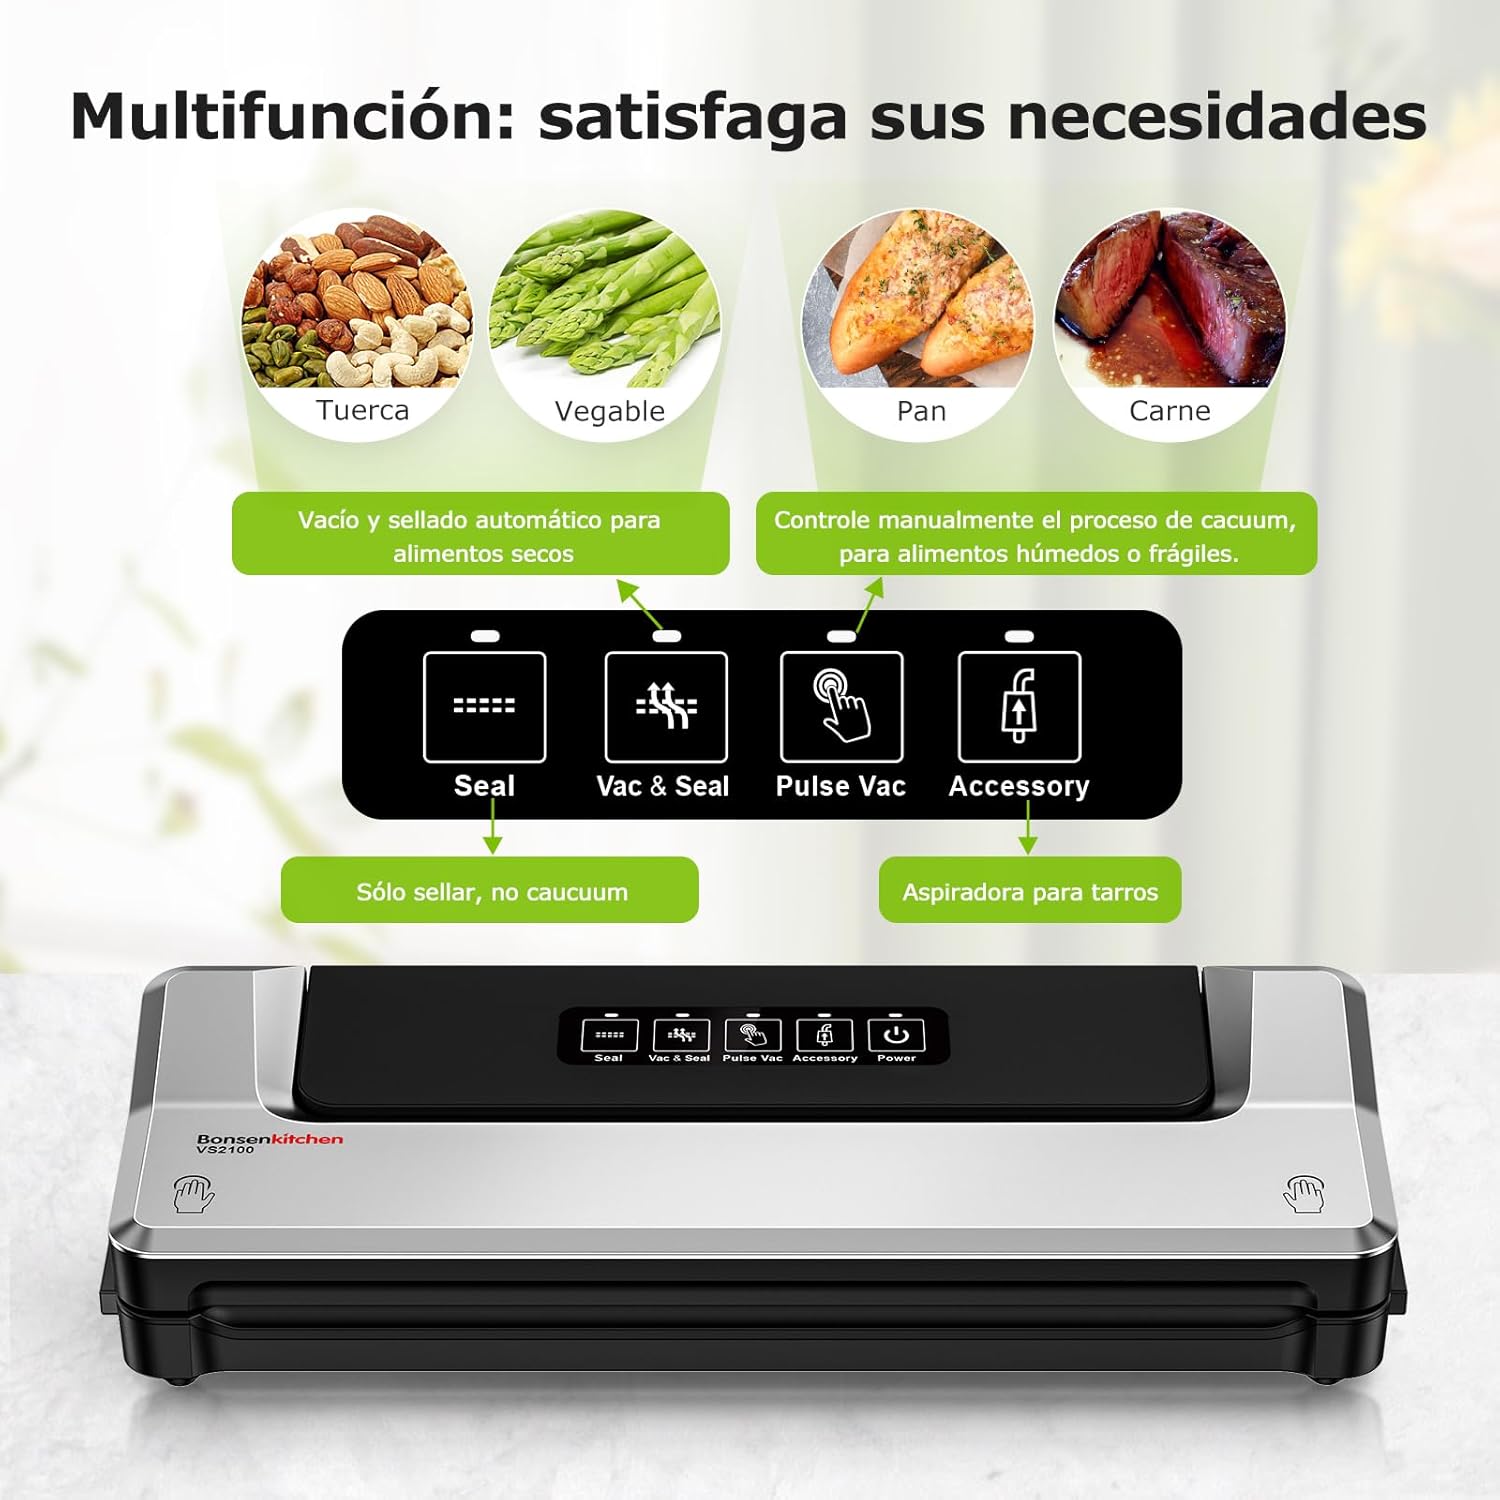 Multifunción: satisfaga sus necesidades
Tuerca
Vegable
Pan
Carne
Vacío y sellado automático para
alimentos secos
Controle manualmente el proceso de cacuum,
para alimentos húmedos o frágiles.
Seal
Vac & Seal
Pulse Vac
Accessory
Sólo sellar, no caucuum
Aspiradora para tarros
Seal
Vac & Seal
Pulse Vac
Accessory
Power
Bonsenkitchen
VS2100